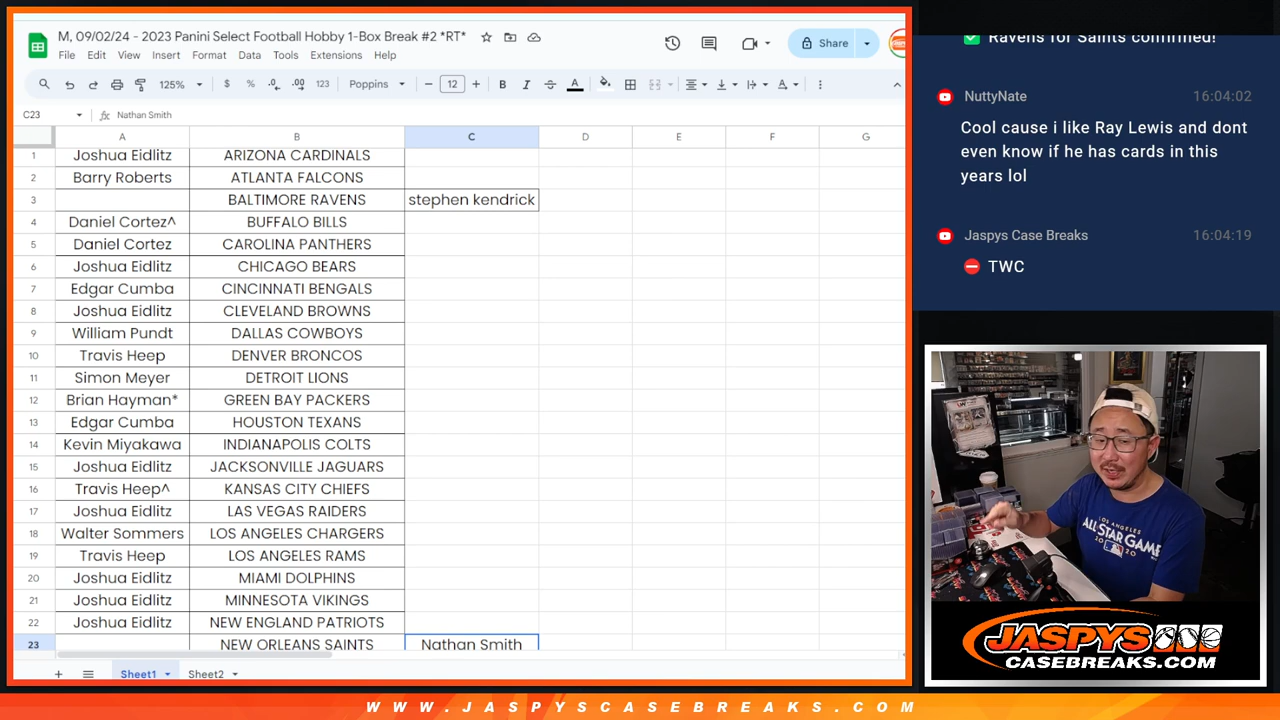 M, 09/02/24 - 2023 Panini Select Football Hobby 1-Box Break #2 *RT*
File Edit View Insert Format Data Tools Extensions Help
Share
125% $ % .0 .00 123 Poppins 12 B I A
C23 fx Nathan Smith
A B C D E F G
1 Joshua Eidlitz ARIZONA CARDINALS
2 Barry Roberts ATLANTA FALCONS
3 BALTIMORE RAVENS stephen kendrick
4 Daniel Cortez^ BUFFALO BILLS
5 Daniel Cortez CAROLINA PANTHERS
6 Joshua Eidlitz CHICAGO BEARS
7 Edgar Cumba CINCINNATI BENGALS
8 Joshua Eidlitz CLEVELAND BROWNS
9 William Pundt DALLAS COWBOYS
10 Travis Heep DENVER BRONCOS
11 Simon Meyer DETROIT LIONS
12 Brian Hayman* GREEN BAY PACKERS
13 Edgar Cumba HOUSTON TEXANS
14 Kevin Miyakawa INDIANAPOLIS COLTS
15 Joshua Eidlitz JACKSONVILLE JAGUARS
16 Travis Heep^ KANSAS CITY CHIEFS
17 Joshua Eidlitz LAS VEGAS RAIDERS
18 Walter Sommers LOS ANGELES CHARGERS
19 Travis Heep LOS ANGELES RAMS
20 Joshua Eidlitz MIAMI DOLPHINS
21 Joshua Eidlitz MINNESOTA VIKINGS
22 Joshua Eidlitz NEW ENGLAND PATRIOTS
23 NEW ORLEANS SAINTS Nathan Smith
Sheet1 Sheet2
Ravens for Saints confirmed!
NuttyNate 16:04:02
Cool cause i like Ray Lewis and dont
even know if he has cards in this
years lol
Jaspys Case Breaks 16:04:19
TWC
LOS ANGELES
ALL STAR GAME
2020
JASPYS
CASEBREAKS.COM
WWW.JASPYSCASEBREAKS.COM